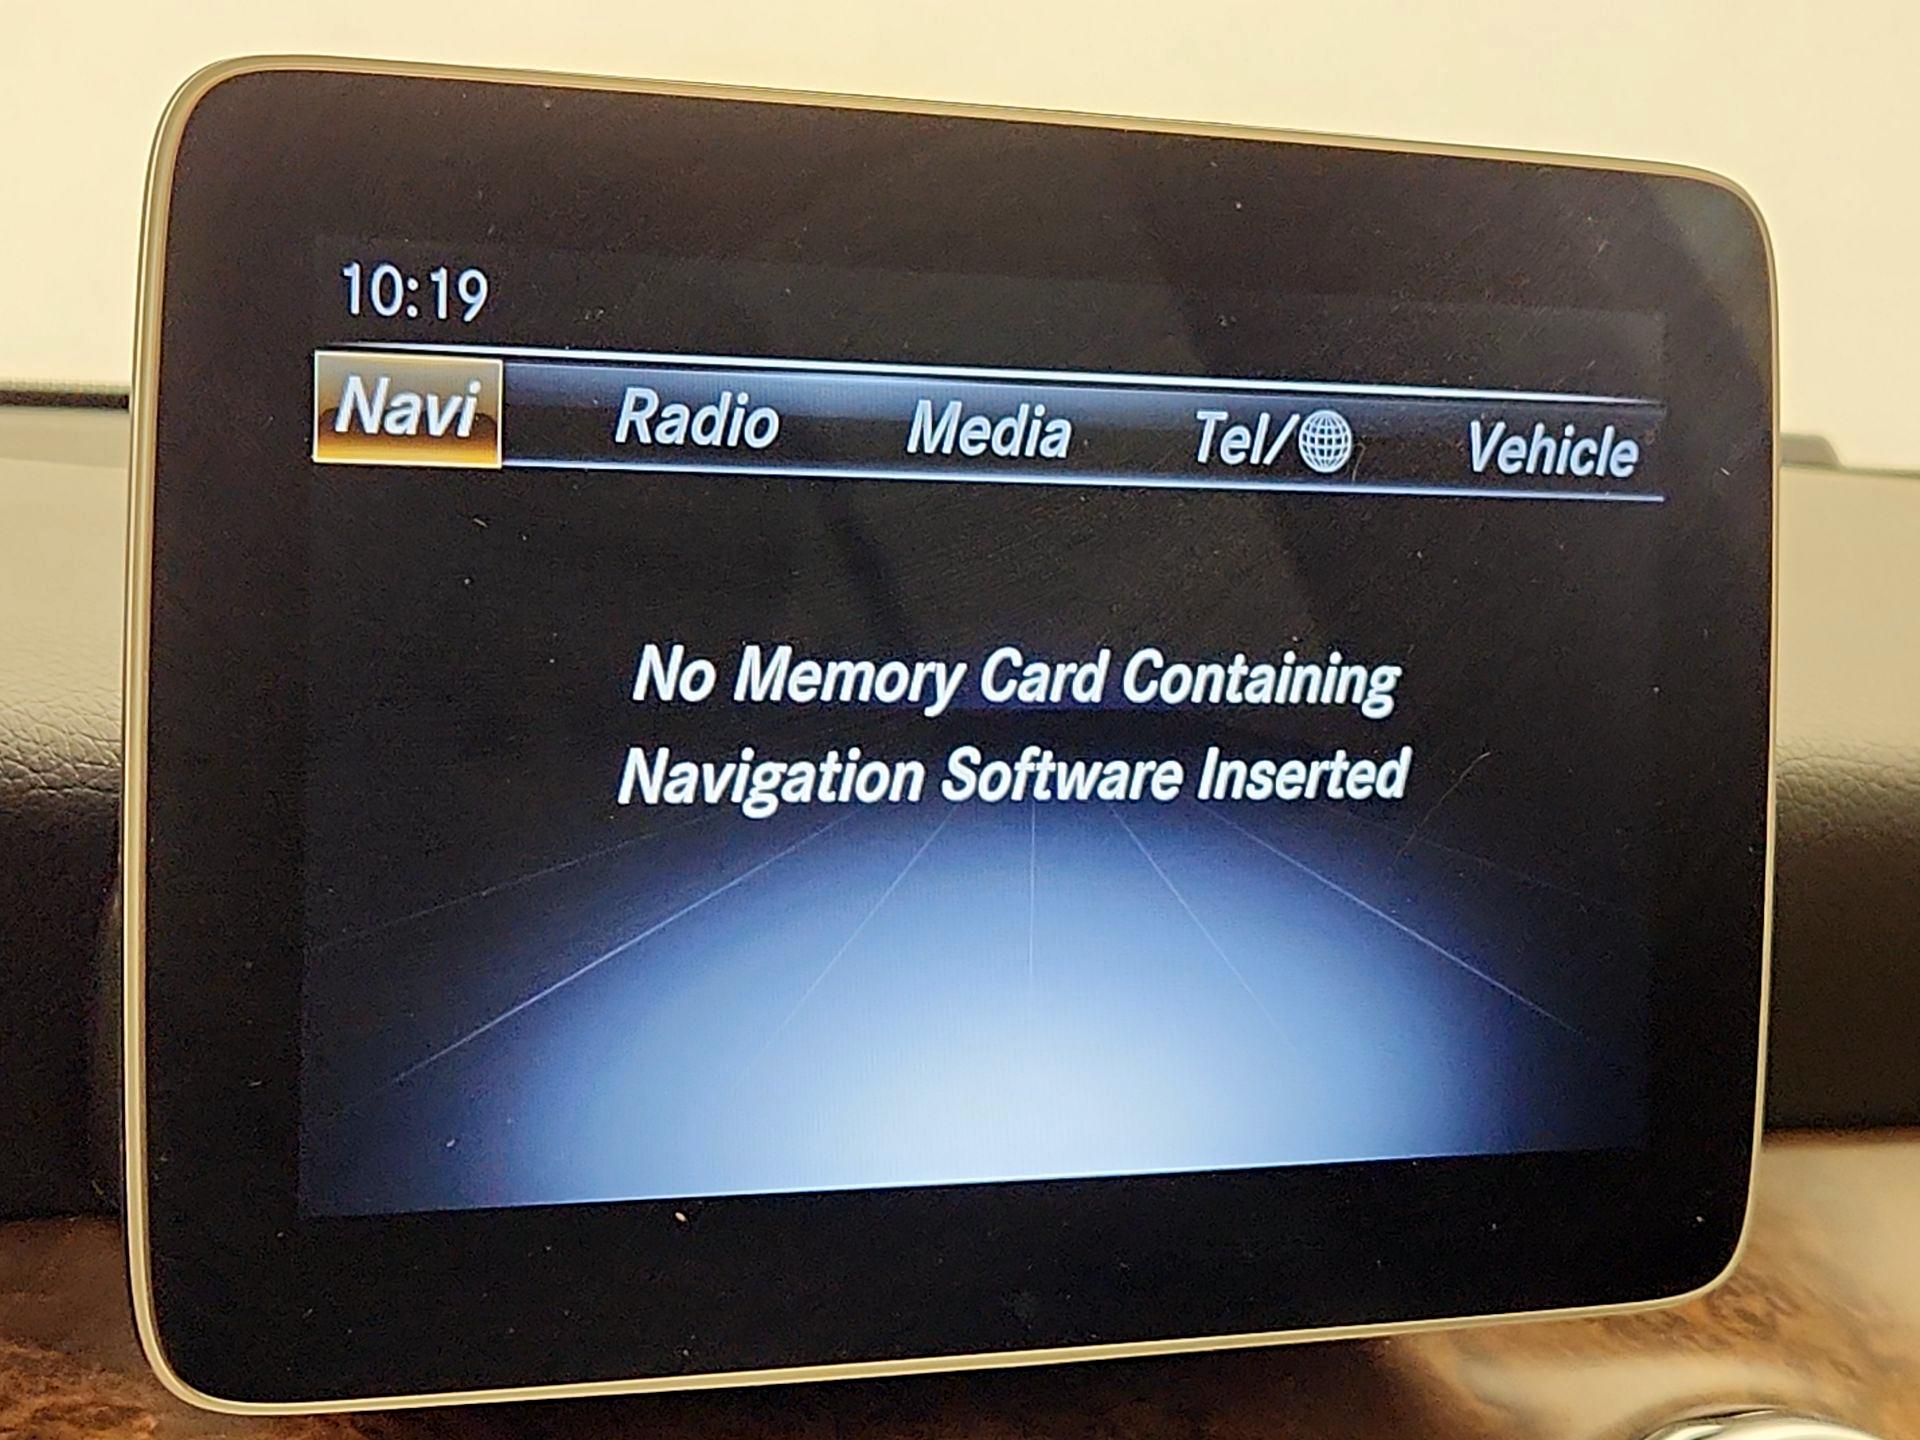 10:19
Navi Radio Media Tel/ Vehicle
No Memory Card Containing
Navigation Software Inserted